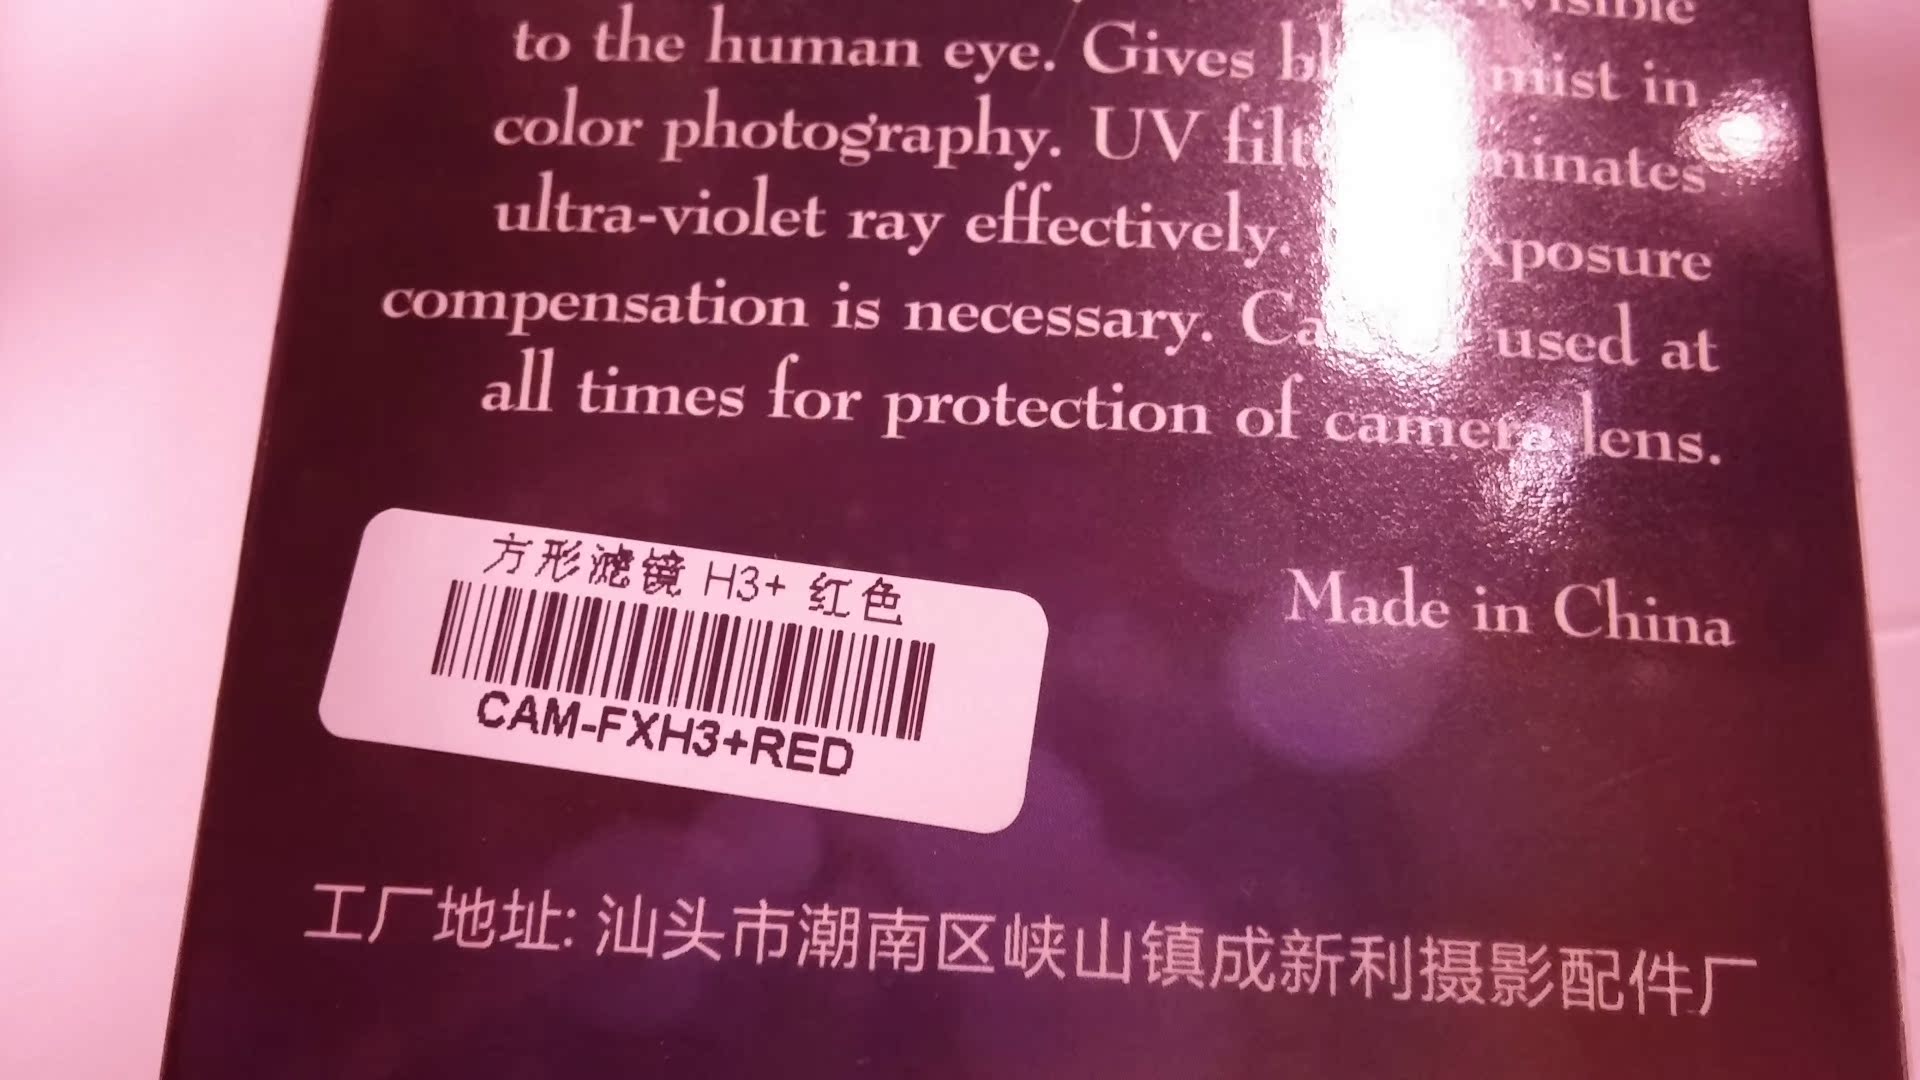 to the human eye. Gives mist in
color photography. UV
ultra-violet ray effectively.
compensation is necessary. used at
all times for protection of camera lens.
Made in China
方形滤镜 H3+ 红色
CAM-FXH3+RED
工厂地址: 汕头市潮南区峡山镇成新利摄影配件厂